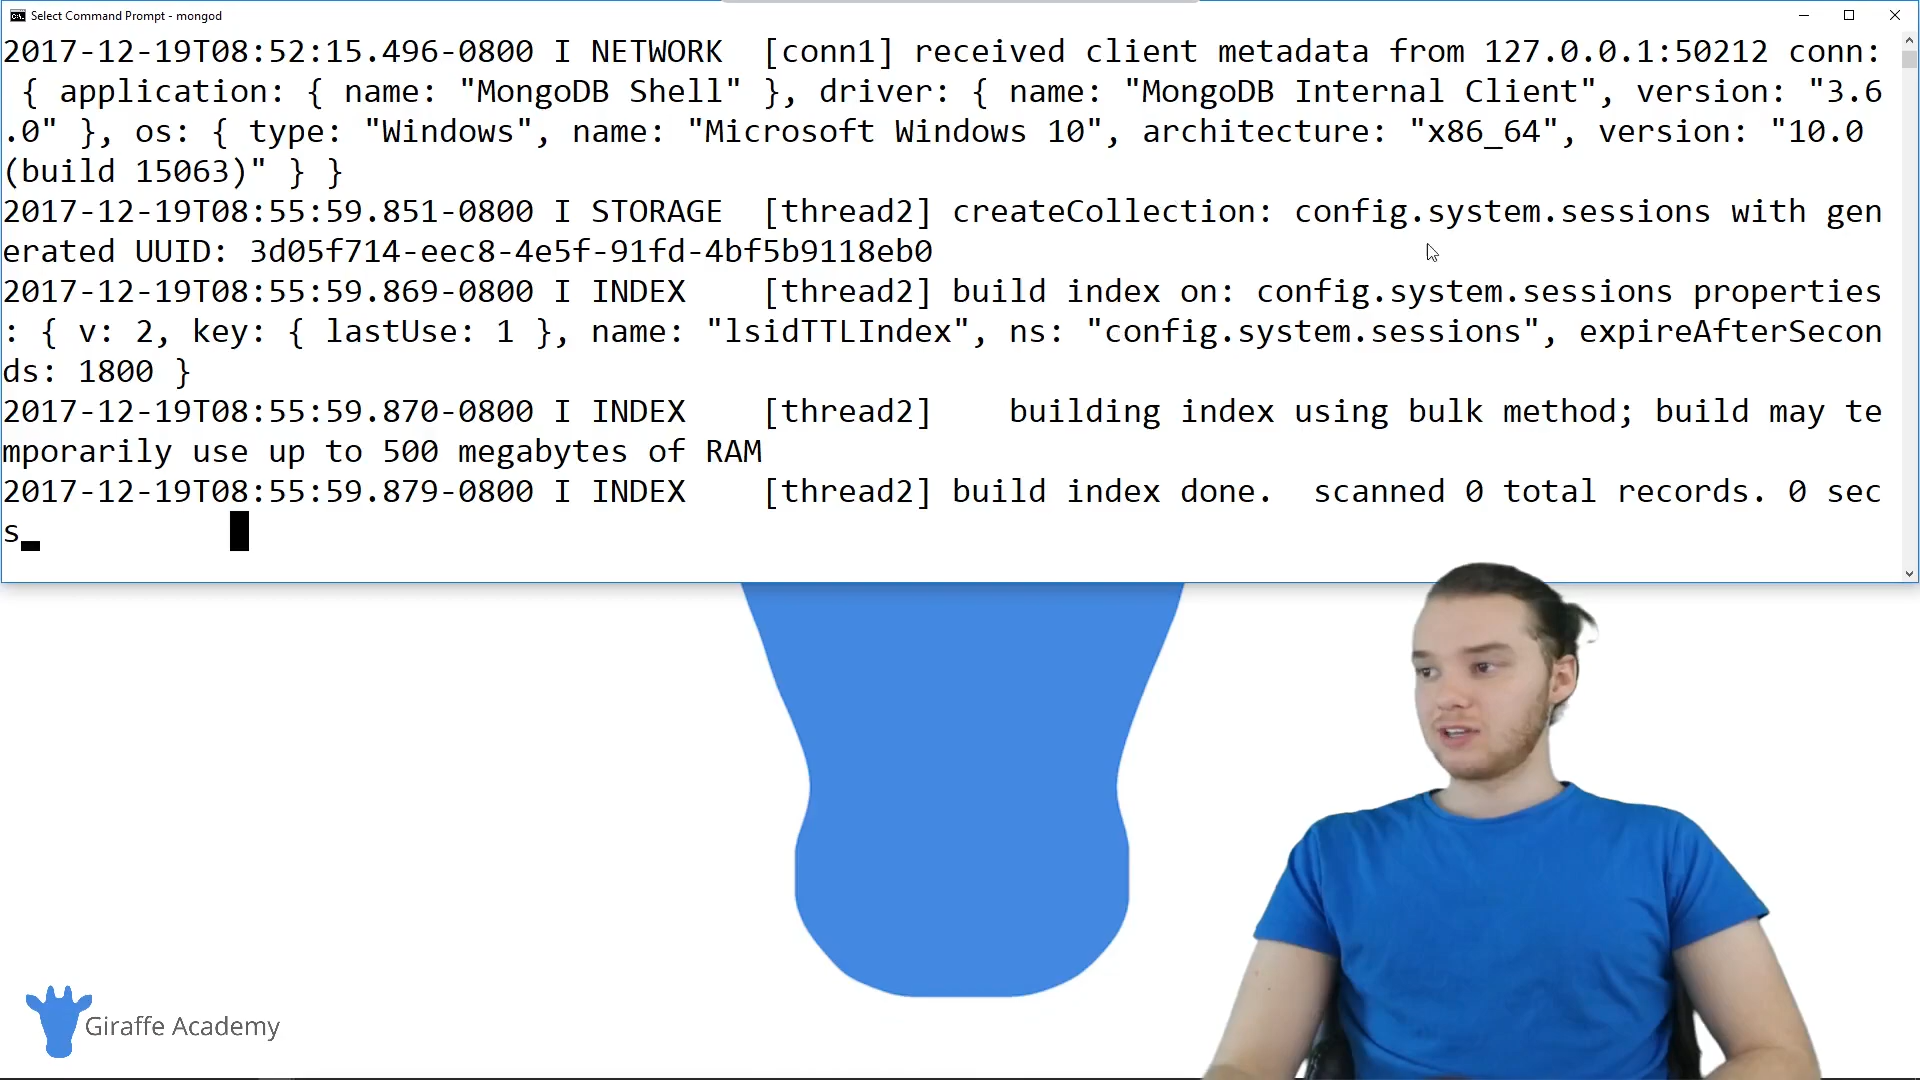 Select Command Prompt - mongod
2017-12-19T08:52:15.496-0800 I NETWORK  [conn1] received client metadata from 127.0.0.1:50212 conn:
 { application: { name: "MongoDB Shell" }, driver: { name: "MongoDB Internal Client", version: "3.6
.0" }, os: { type: "Windows", name: "Microsoft Windows 10", architecture: "x86_64", version: "10.0
(build 15063)" } }
2017-12-19T08:55:59.851-0800 I STORAGE  [thread2] createCollection: config.system.sessions with gen
erated UUID: 3d05f714-eec8-4e5f-91fd-4bf5b9118eb0
2017-12-19T08:55:59.869-0800 I INDEX    [thread2] build index on: config.system.sessions properties
: { v: 2, key: { lastUse: 1 }, name: "lsidTTLIndex", ns: "config.system.sessions", expireAfterSecon
ds: 1800 }
2017-12-19T08:55:59.870-0800 I INDEX    [thread2]    building index using bulk method; build may te
mporarily use up to 500 megabytes of RAM
2017-12-19T08:55:59.879-0800 I INDEX    [thread2] build index done.  scanned 0 total records. 0 sec
s
Giraffe Academy